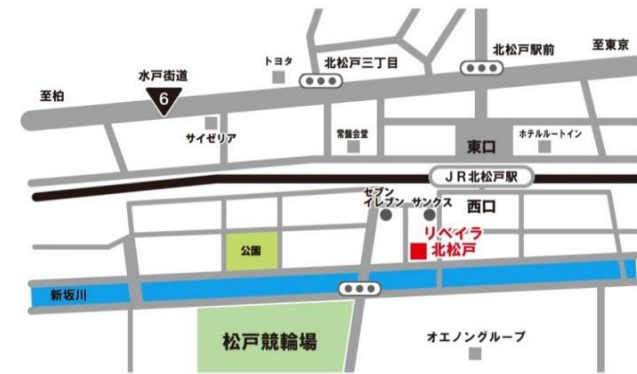 至東京
北松戸駅前
北松戸三丁目
トヨタ
水戸街道
6
至柏
サイゼリア
常盤会堂
東口
ホテルルートイン
JR北松戸駅
セブン
イレブン
サンクス
西口
リベイラ
北松戸
公園
新坂川
松戸競輪場
オエノングループ